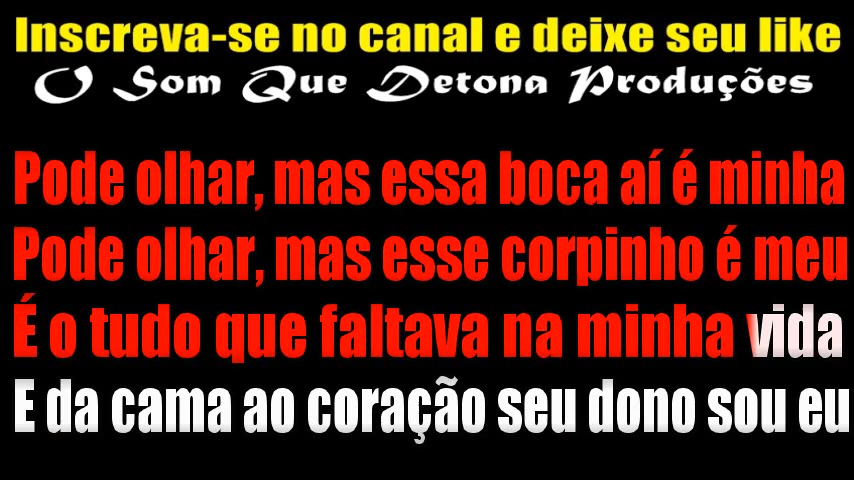 Inscreva-se no canal e deixe seu like
O Som Que Detona Produções
Pode olhar, mas essa boca aí é minha
Pode olhar, mas esse corpinho é meu
É o tudo que faltava na minha vida
E da cama ao coração seu dono sou eu